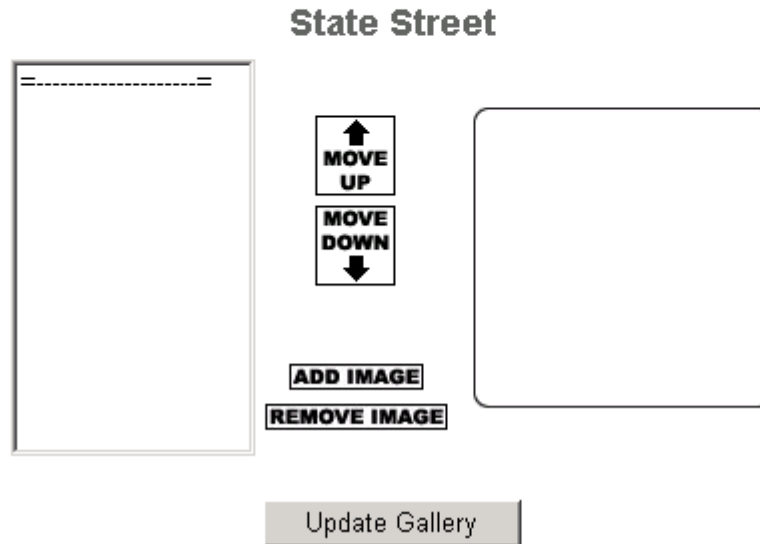 State Street
=--------------------=
MOVE
UP
MOVE
DOWN
ADD IMAGE
REMOVE IMAGE
Update Gallery